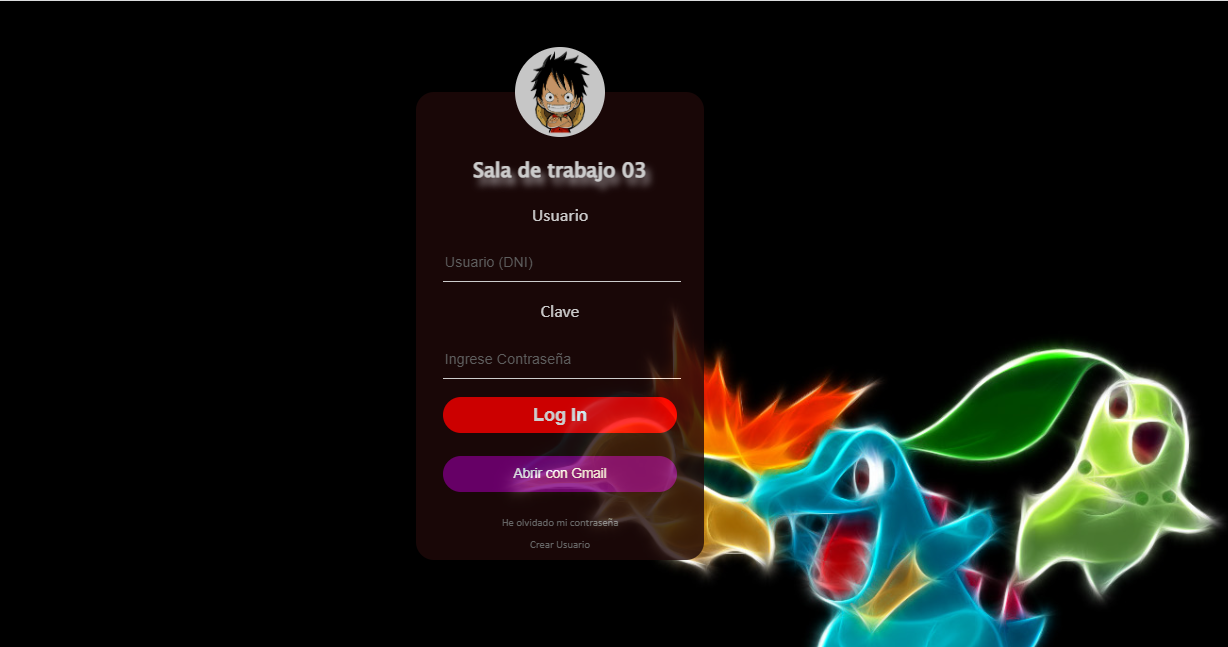 Sala de trabajo 03
Usuario
Usuario (DNI)
Clave
Ingrese Contraseña
Log In
Abrir con Gmail
He olvidado mi contraseña
Crear Usuario